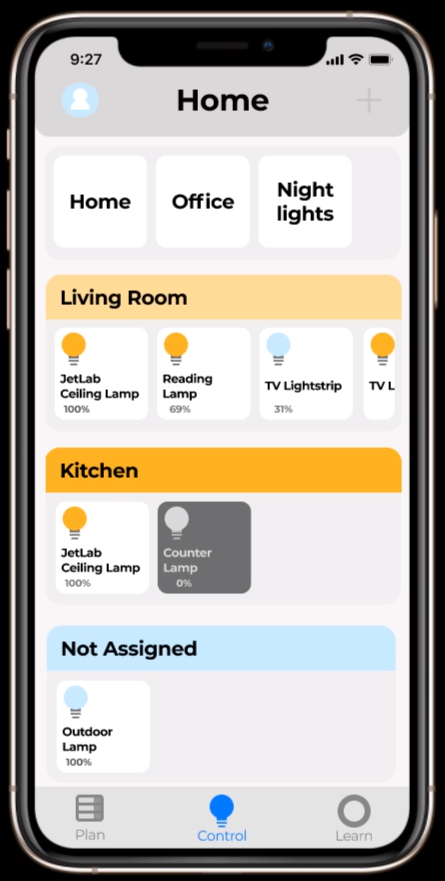 9:27
Home
Home
Office
Night
lights
Living Room
JetLab
Ceiling Lamp
100%
Reading
Lamp
69%
TV Lightstrip
31%
TV L
Kitchen
JetLab
Ceiling Lamp
100%
Counter
Lamp
0%
Not Assigned
Outdoor
Lamp
100%
Plan
Control
Learn